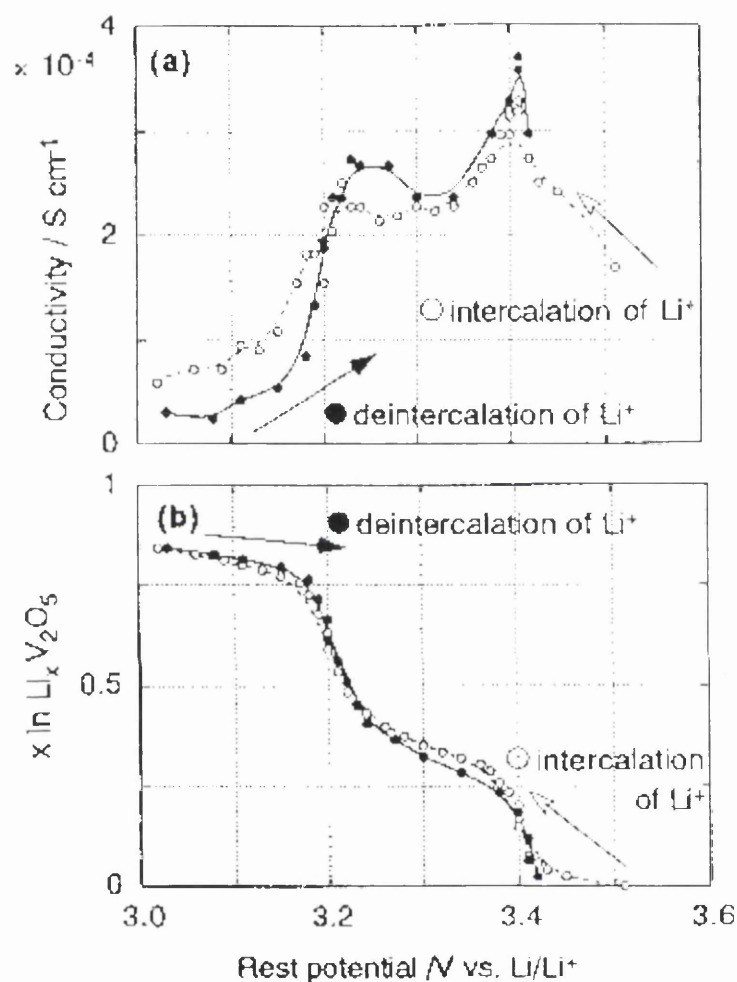 4
× 10⁻⁴
(a)
2
0
Conductivity / S cm⁻¹
○ intercalation of Li⁺
● deintercalation of Li⁺
1
(b)
● deintercalation of Li⁺
0.5
x In LixV₂O₅
○ intercalation
of Li⁺
0
3.0 3.2 3.4 3.6
Rest potential /V vs. Li/Li⁺